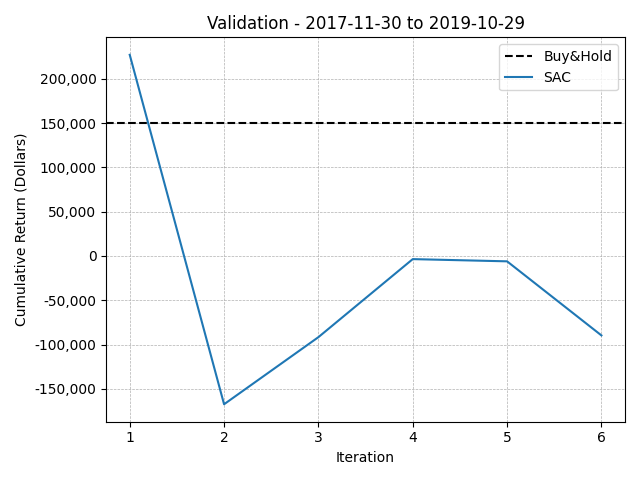 Validation - 2017-11-30 to 2019-10-29
Buy&Hold
SAC
Cumulative Return (Dollars)
200,000
150,000
100,000
50,000
0
-50,000
-100,000
-150,000
1 2 3 4 5 6
Iteration